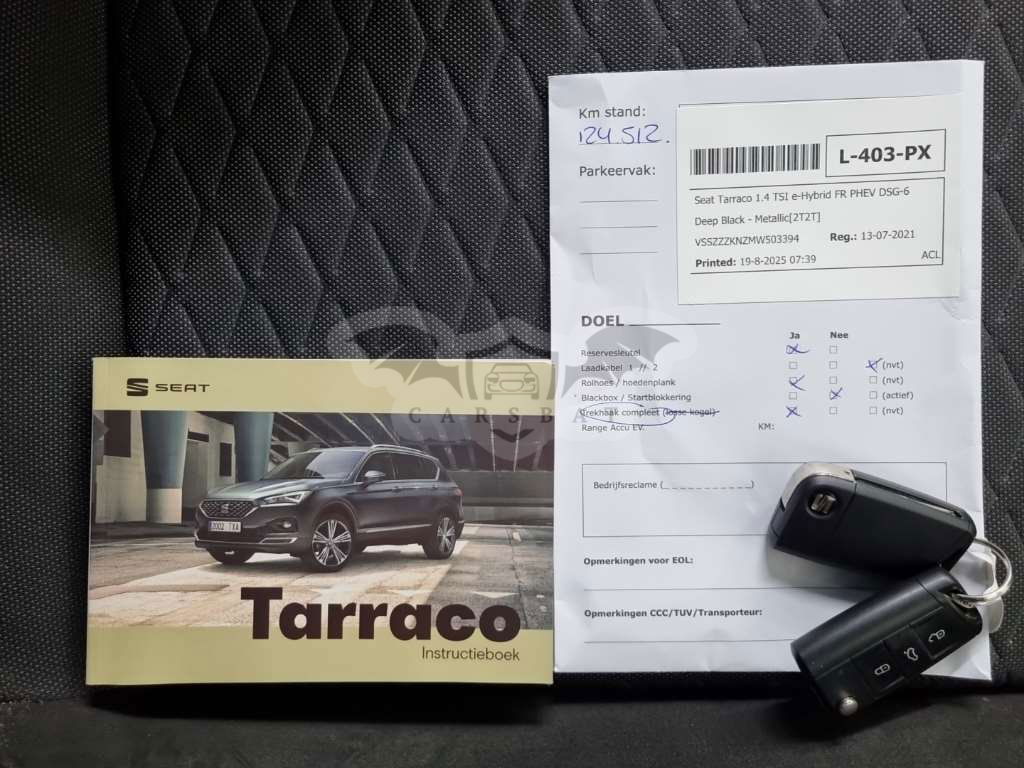 SEAT
2002 TXA
Tarraco
Instructieboek
Km stand:
124.512.
Parkeervak:
L-403-PX
Seat Tarraco 1.4 TSI e-Hybrid FR PHEV DSG-6
Deep Black - Metallic[2T2T]
VSSZZZKNZMW503394 Reg.: 13-07-2021
Printed: 19-8-2025 07:39
ACL
DOEL
Ja Nee
Reservesleutel
Laadkabel 1 // 2 (nvt)
Rolhoes / hoedenplank (nvt)
Blackbox / Startblokkering (actief)
Trekhaak compleet (losse kogel) (nvt)
Range Accu EV. KM:
Bedrijfsreclame (_ _ _ _ _ _ _ _ _ _ _)
Opmerkingen voor EOL:
Opmerkingen CCC/TUV/Transporteur: